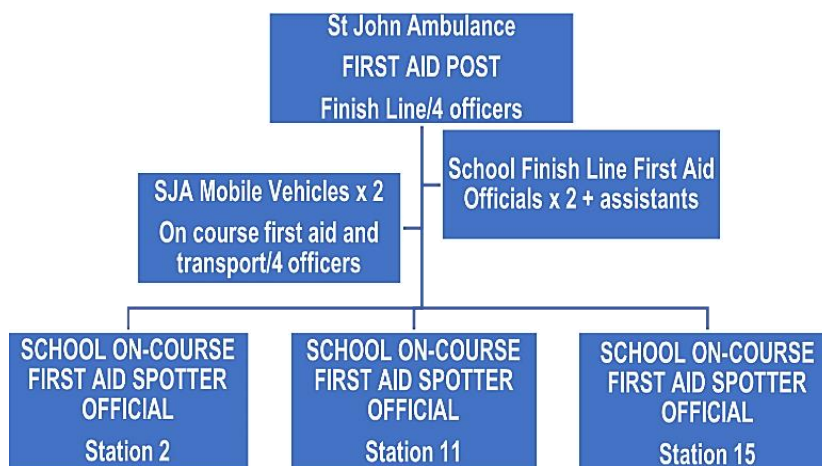 St John Ambulance
FIRST AID POST
Finish Line/4 officers
School Finish Line First Aid
Officials x 2 + assistants
SJA Mobile Vehicles x 2
On course first aid and
transport/4 officers
SCHOOL ON-COURSE
FIRST AID SPOTTER
OFFICIAL
Station 2
SCHOOL ON-COURSE
FIRST AID SPOTTER
OFFICIAL
Station 11
SCHOOL ON-COURSE
FIRST AID SPOTTER
OFFICIAL
Station 15